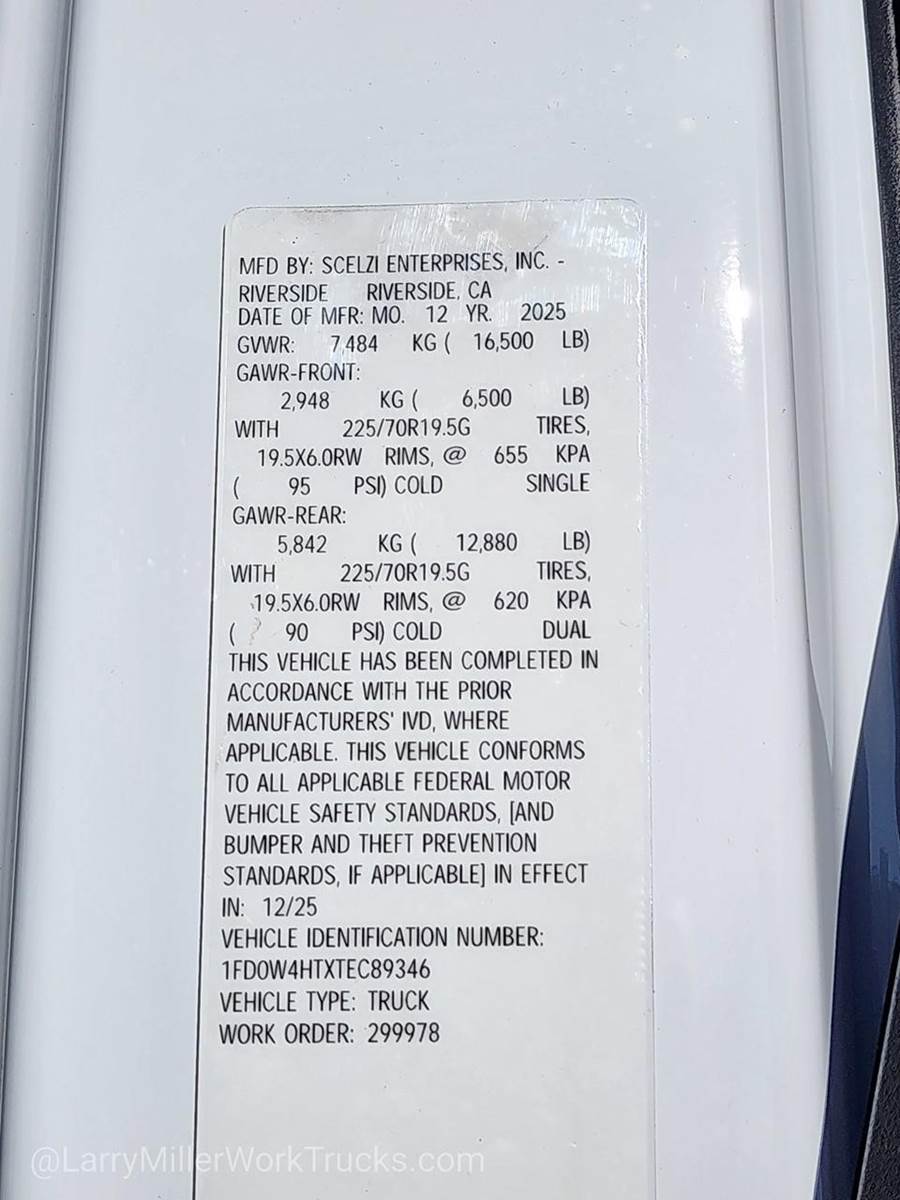 MFD BY: SCELZI ENTERPRISES, INC. -
RIVERSIDE RIVERSIDE, CA
DATE OF MFR: MO. 12 YR. 2025
GVWR: 7,484 KG ( 16,500 LB)
GAWR-FRONT:
2,948 KG ( 6,500 LB)
WITH 225/70R19.5G TIRES,
19.5X6.0RW RIMS, @ 655 KPA
( 95 PSI) COLD SINGLE
GAWR-REAR:
5,842 KG ( 12,880 LB)
WITH 225/70R19.5G TIRES,
19.5X6.0RW RIMS, @ 620 KPA
( 90 PSI) COLD DUAL
THIS VEHICLE HAS BEEN COMPLETED IN
ACCORDANCE WITH THE PRIOR
MANUFACTURERS' IVD, WHERE
APPLICABLE. THIS VEHICLE CONFORMS
TO ALL APPLICABLE FEDERAL MOTOR
VEHICLE SAFETY STANDARDS, [AND
BUMPER AND THEFT PREVENTION
STANDARDS, IF APPLICABLE] IN EFFECT
IN: 12/25
VEHICLE IDENTIFICATION NUMBER:
1FD0W4HTXTEC89346
VEHICLE TYPE: TRUCK
WORK ORDER: 299978
@LarryMillerWorkTrucks.com